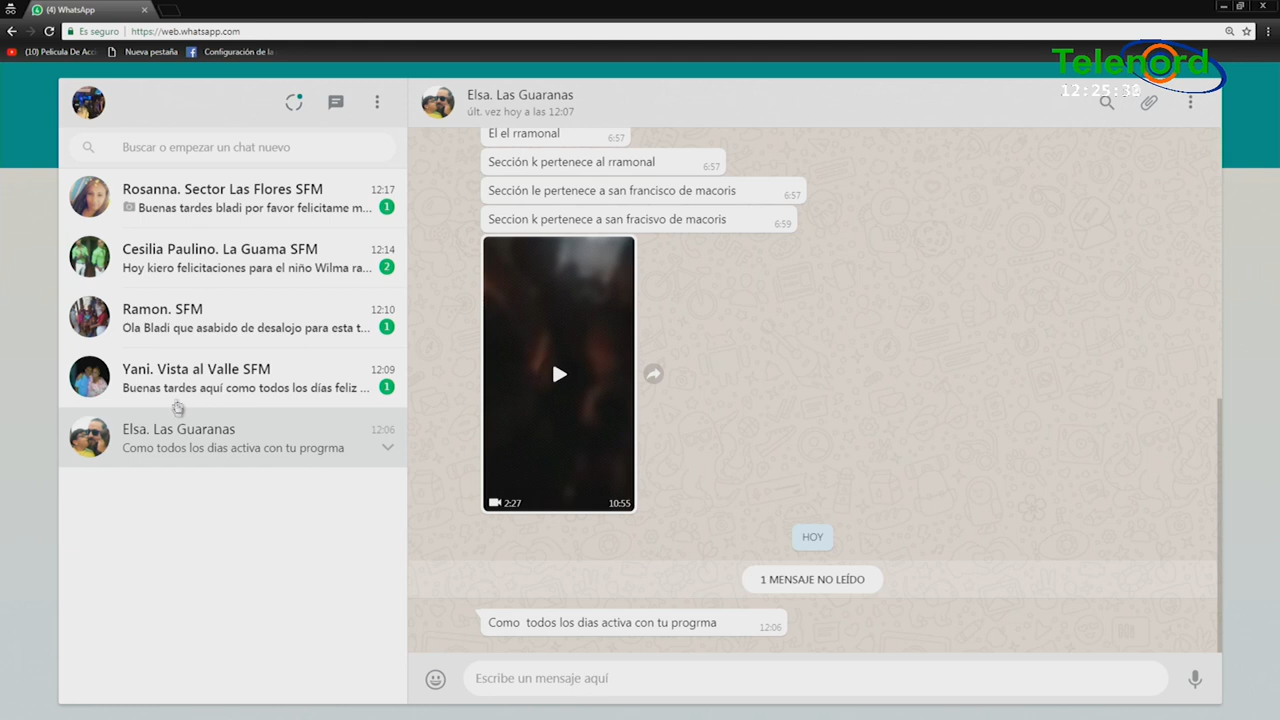 (4) WhatsApp
Es seguro
https://web.whatsapp.com
(10) Pelicula De Acc
Nueva pestaña
Configuración de la
Telenord
12:25:30
Buscar o empezar un chat nuevo
Rosanna. Sector Las Flores SFM 12:17
Buenas tardes bladi por favor felicitame m... 1
Cesilia Paulino. La Guama SFM 12:14
Hoy kiero felicitaciones para el niño Wilma ra... 2
Ramon. SFM 12:10
Ola Bladi que asabido de desalojo para esta t... 1
Yani. Vista al Valle SFM 12:09
Buenas tardes aquí como todos los días feliz ... 1
Elsa. Las Guaranas 12:06
Como todos los dias activa con tu progrma
Elsa. Las Guaranas
últ. vez hoy a las 12:07
El el rramonal 6:57
Sección k pertenece al rramonal 6:57
Sección le pertenece a san francisco de macoris 6:57
Seccion k pertenece a san fracisvo de macoris 6:59
2:27 10:55
HOY
1 MENSAJE NO LEÍDO
Como todos los dias activa con tu progrma 12:06
Escribe un mensaje aquí